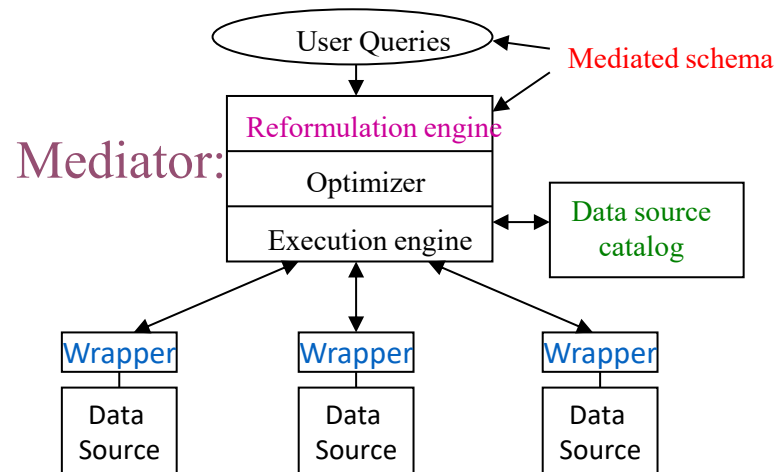 User Queries
Mediated schema
Reformulation engine
Mediator:
Optimizer
Execution engine
Data source
catalog
Wrapper
Wrapper
Wrapper
Data
Source
Data
Source
Data
Source